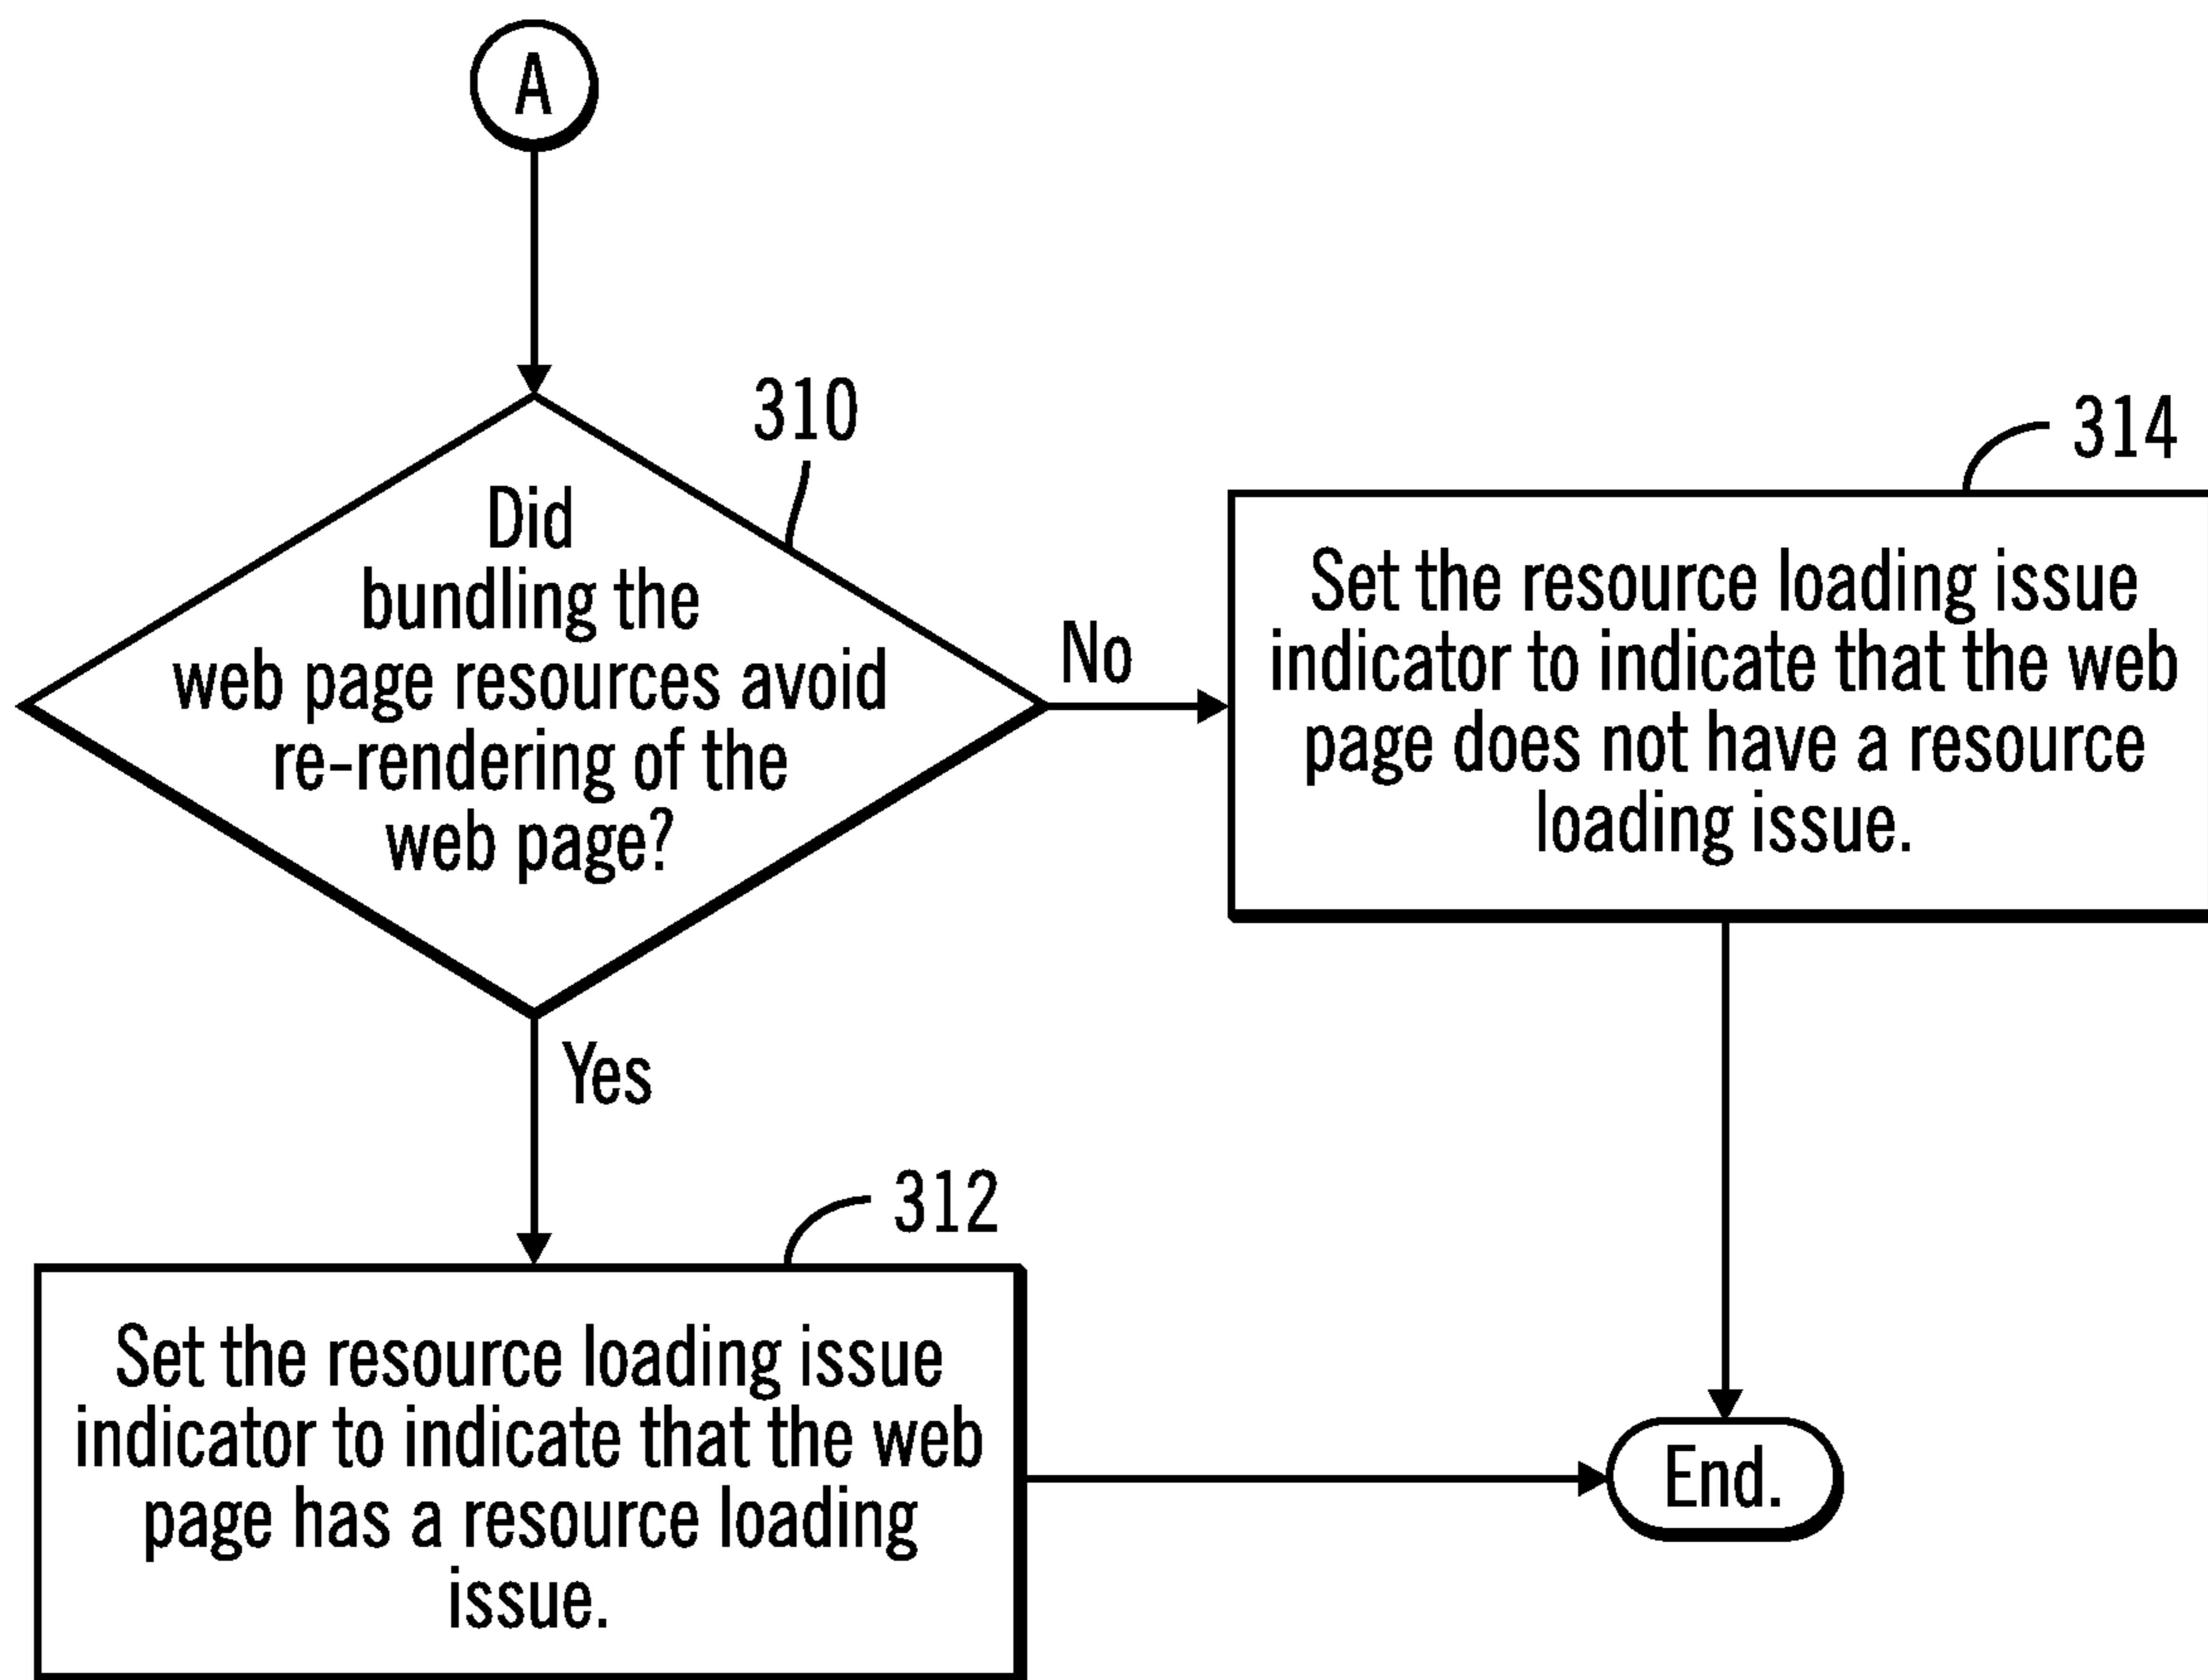 A
310
Did
bundling the
web page resources avoid
re-rendering of the
web page?
No
314
Set the resource loading issue
indicator to indicate that the web
page does not have a resource
loading issue.
Yes
312
Set the resource loading issue
indicator to indicate that the web
page has a resource loading
issue.
End.